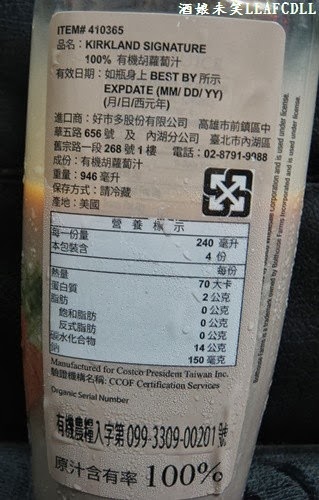 酒娘未笑LLAFCDLL
ITEM# 410365
品名：KIRKLAND SIGNATURE
100% 有機胡蘿蔔汁
有效日期：如瓶身上 BEST BY 所示
EXPDATE (MM/ DD/ YY)
(月/日/西元年)
進口商：好市多股份有限公司 高雄市前鎮區中
華五路 656 號 及 內湖分公司 臺北市內湖區
舊宗路一段 268 號 1 樓 電話：02-8791-9988
成份：有機胡蘿蔔汁
重量：946 毫升
保存方式：請冷藏
產地：美國
營養標示
每一份量 240 毫升
本包裝含 4 份
每份
熱量 70 大卡
蛋白質 2 公克
脂肪 0 公克
飽和脂肪 0 公克
反式脂肪 0 公克
碳水化合物 14 公克
鈉 150 毫克
Manufactured for Costco President Taiwan Inc.
驗證機構名稱: CCOF Certification Services
Organic Serial Number
有機農糧入字第 099-3309-00201 號
原汁含有率 100%